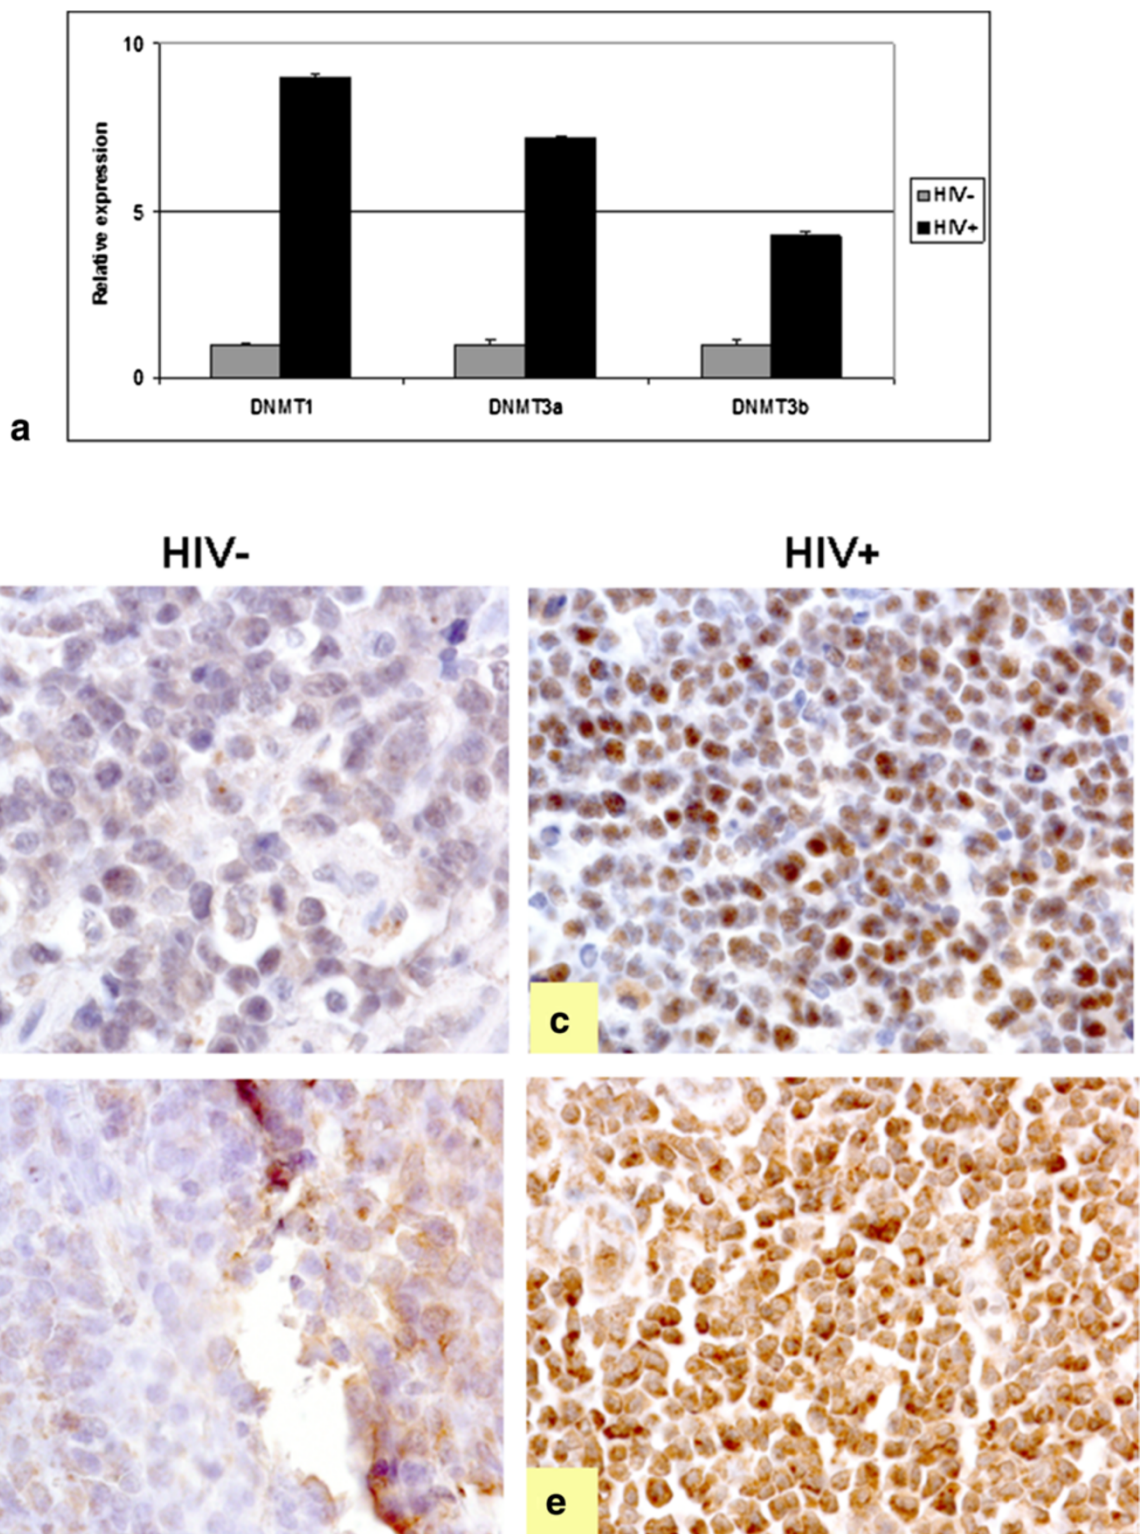 10
Relative expression
5
0
DNMT1
DNMT3a
DNMT3b
HIV-
HIV+
a
HIV-
HIV+
c
e